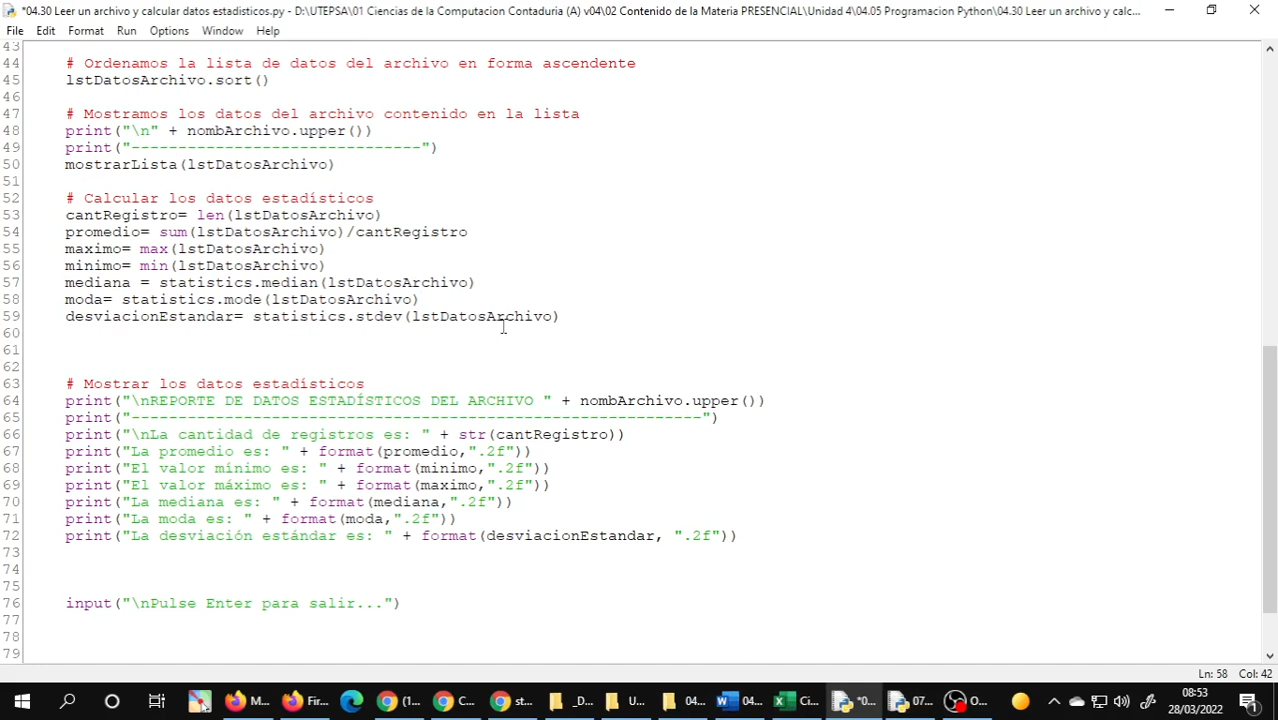 *04.30 Leer un archivo y calcular datos estadisticos.py - D:\UTEPSA\01 Ciencias de la Computacion Contaduria (A) v04\02 Contenido de la Materia PRESENCIAL\Unidad 4\04.05 Programacion Python\04.30 Leer un archivo y calc...
File Edit Format Run Options Window Help
43
44 # Ordenamos la lista de datos del archivo en forma ascendente
45 lstDatosArchivo.sort()
46
47 # Mostramos los datos del archivo contenido en la lista
48 print("\n" + nombArchivo.upper())
49 print("-------------------------------")
50 mostrarLista(lstDatosArchivo)
51
52 # Calcular los datos estadísticos
53 cantRegistro= len(lstDatosArchivo)
54 promedio= sum(lstDatosArchivo)/cantRegistro
55 maximo= max(lstDatosArchivo)
56 minimo= min(lstDatosArchivo)
57 mediana = statistics.median(lstDatosArchivo)
58 moda= statistics.mode(lstDatosArchivo)
59 desviacionEstandar= statistics.stdev(lstDatosArchivo)
60
61
62
63 # Mostrar los datos estadísticos
64 print("\nREPORTE DE DATOS ESTADÍSTICOS DEL ARCHIVO " + nombArchivo.upper())
65 print("-------------------------------------------------------------")
66 print("\nLa cantidad de registros es: " + str(cantRegistro))
67 print("La promedio es: " + format(promedio,".2f"))
68 print("El valor mínimo es: " + format(minimo,".2f"))
69 print("El valor máximo es: " + format(maximo,".2f"))
70 print("La mediana es: " + format(mediana,".2f"))
71 print("La moda es: " + format(moda,".2f"))
72 print("La desviación estándar es: " + format(desviacionEstandar, ".2f"))
73
74
75
76 input("\nPulse Enter para salir...")
77
78
79
Ln: 58 Col: 42
M... Fir... (1... C... st... _D... U... 04... 04... Ci... *0... 07... O... 08:53
28/03/2022